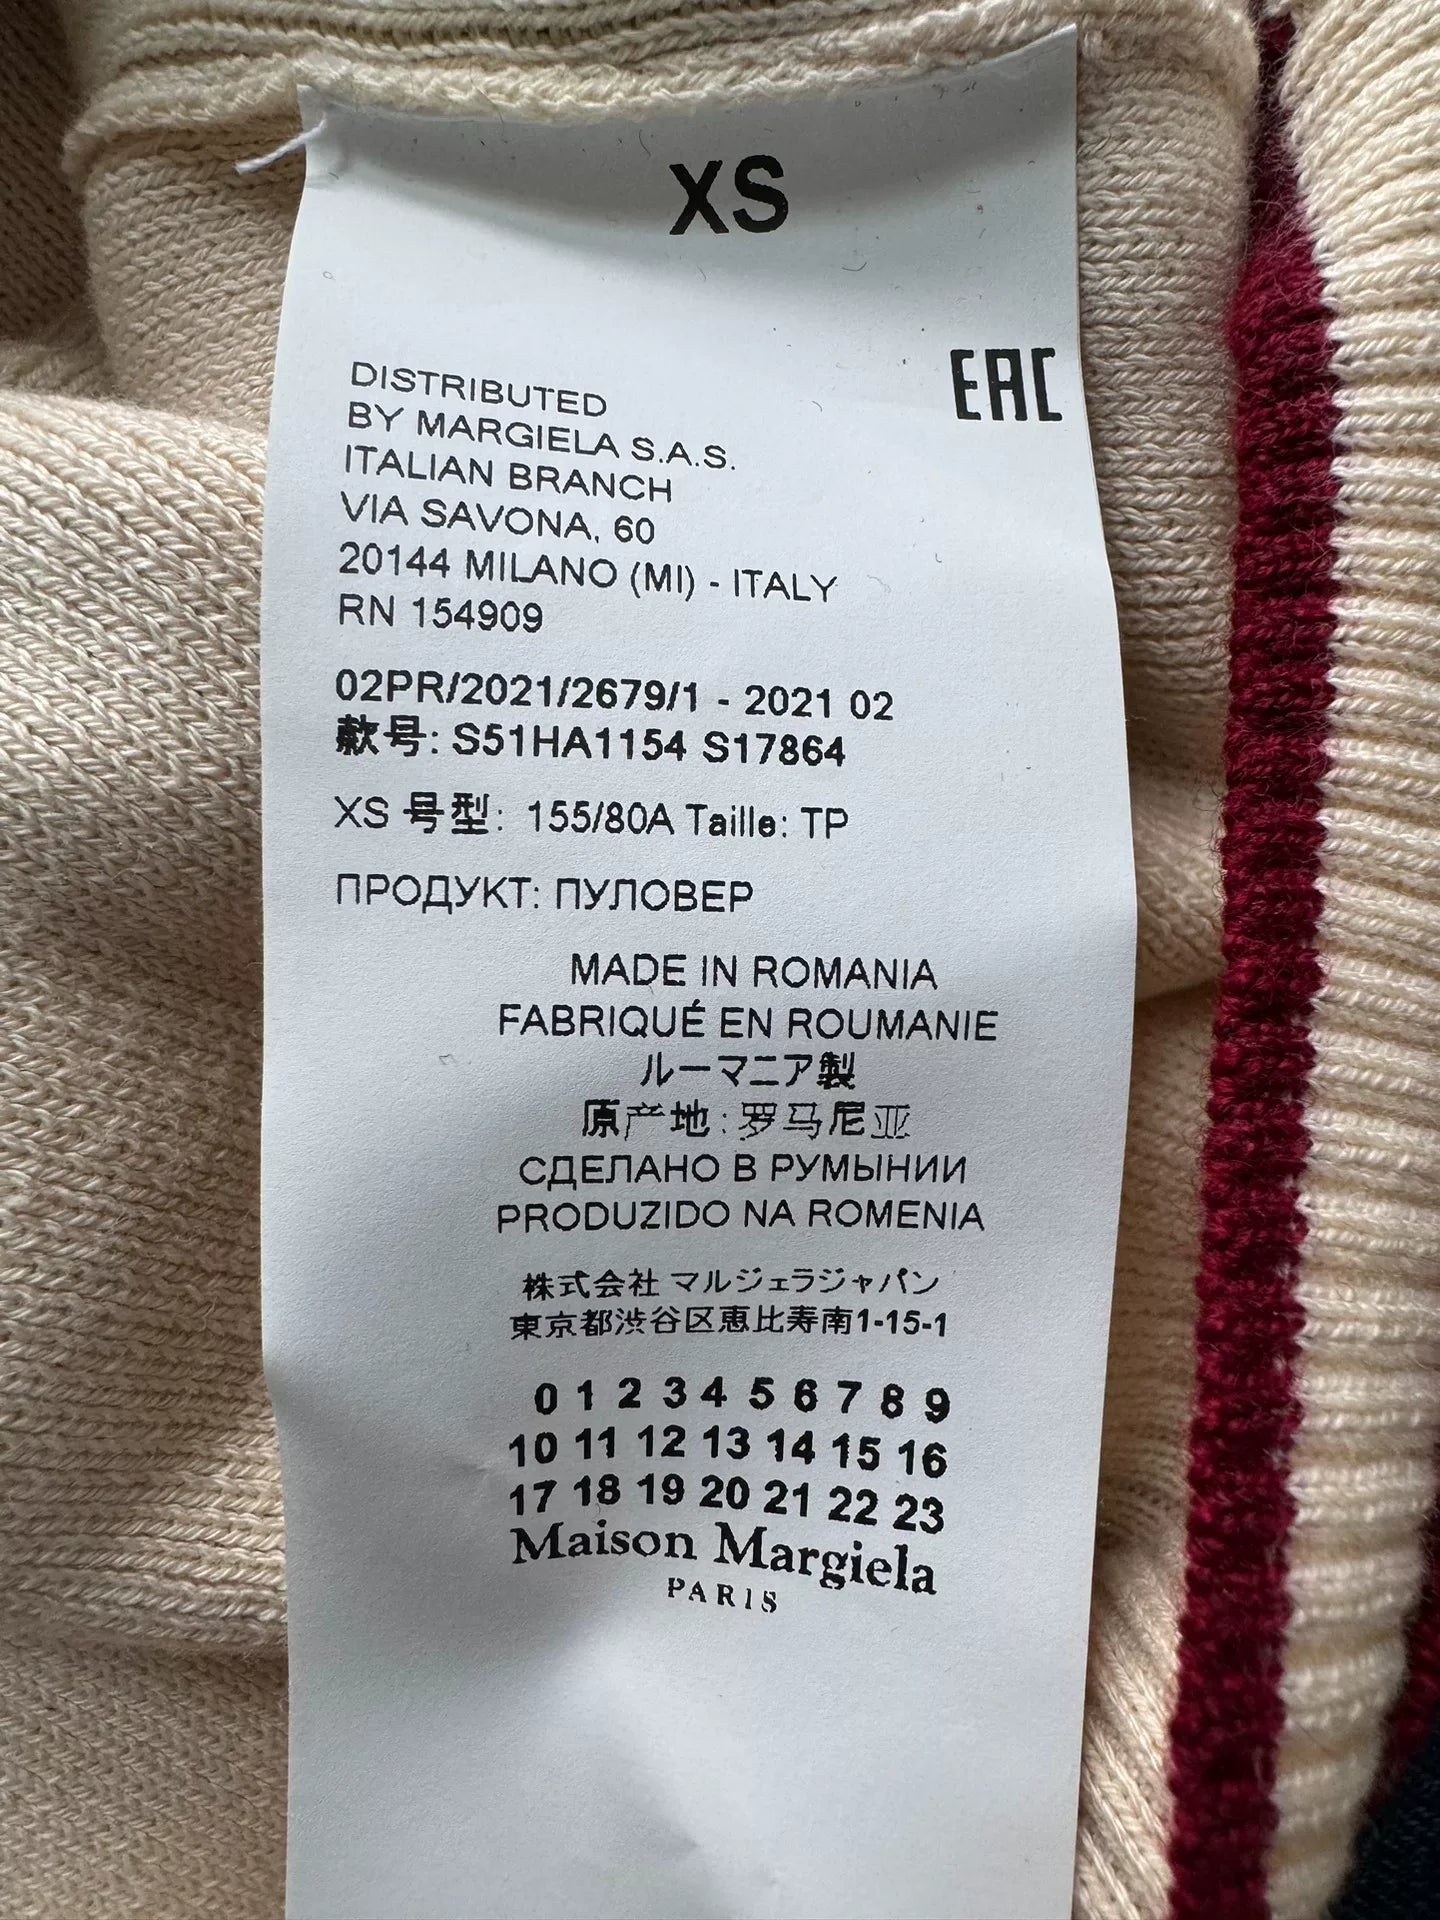 XS
EAC
DISTRIBUTED
BY MARGIELA S.A.S.
ITALIAN BRANCH
VIA SAVONA, 60
20144 MILANO (MI) - ITALY
RN 154909
02PR/2021/2679/1 - 2021 02
款号: S51HA1154 S17864
XS 号型: 155/80A Taille: TP
ПРОДУКТ: ПУЛОВЕР
MADE IN ROMANIA
FABRIQUÉ EN ROUMANIE
ルーマニア製
原产地: 罗马尼亚
СДЕЛАНО В РУМЫНИИ
PRODUZIDO NA ROMENIA
株式会社 マルジェラジャパン
東京都渋谷区恵比寿南1-15-1
0 1 2 3 4 5 6 7 8 9
10 11 12 13 14 15 16
17 18 19 20 21 22 23
Maison Margiela
PARIS